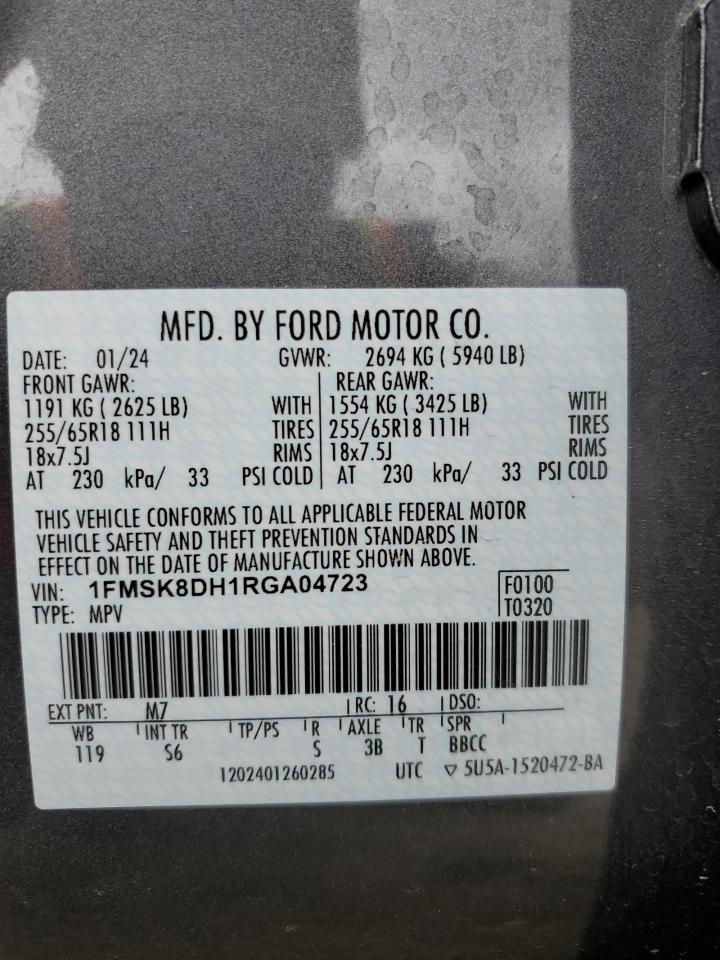 MFD. BY FORD MOTOR CO.
DATE: 01/24 GVWR: 2694 KG ( 5940 LB)
FRONT GAWR: REAR GAWR:
1191 KG ( 2625 LB) WITH 1554 KG ( 3425 LB) WITH
255/65R18 111H TIRES 255/65R18 111H TIRES
18x7.5J RIMS 18x7.5J RIMS
AT 230 kPa/ 33 PSI COLD AT 230 kPa/ 33 PSI COLD
THIS VEHICLE CONFORMS TO ALL APPLICABLE FEDERAL MOTOR
VEHICLE SAFETY AND THEFT PREVENTION STANDARDS IN
EFFECT ON THE DATE OF MANUFACTURE SHOWN ABOVE.
VIN: 1FMSK8DH1RGA04723 F0100
TYPE: MPV T0320
EXT PNT: M7 RC: 16 DSO:
WB INT TR TP/PS R AXLE TR SPR
119 S6 S 3B T BBCC
1202401260285 UTC ▽ 5U5A-1520472-BA